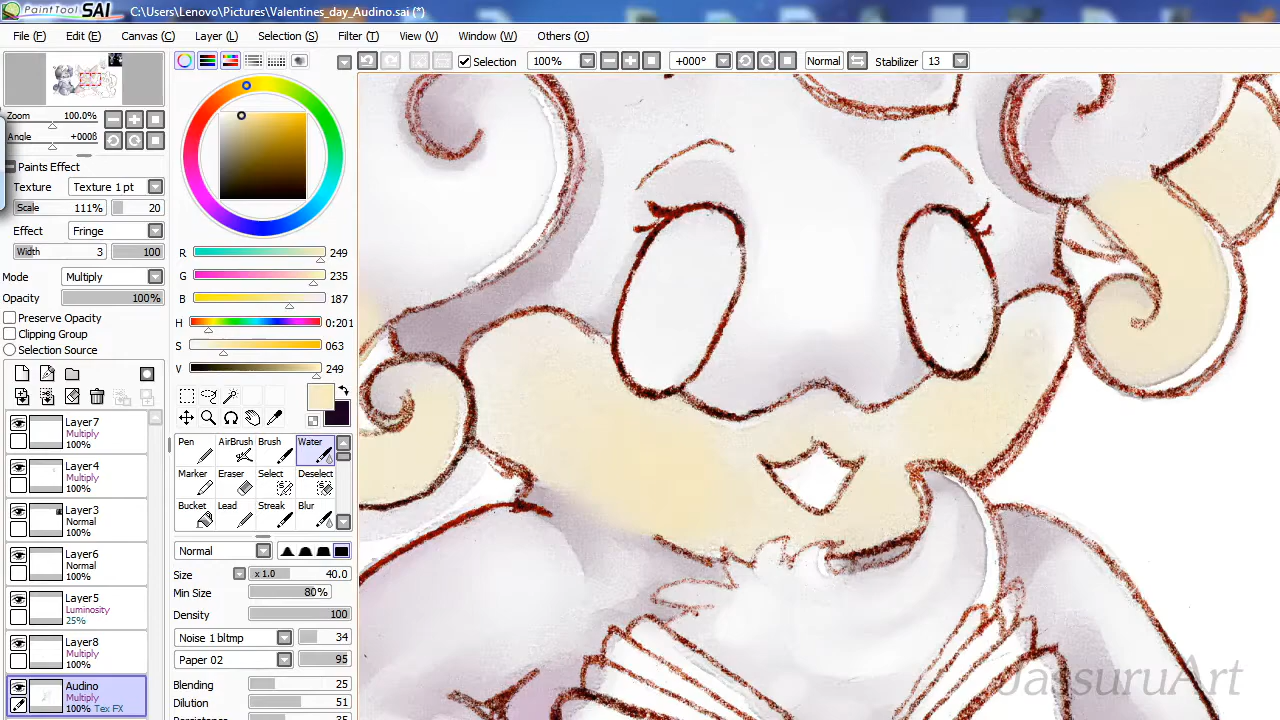 PaintTool SAI C:\Users\Lenovo\Pictures\Valentines_day_Audino.sai (*)
File (F) Edit (E) Canvas (C) Layer (L) Selection (S) Filter (T) View (V) Window (W) Others (O)
Selection 100% +000° Normal Stabilizer 13
Zoom 100.0%
Angle +000ß
Paints Effect
Texture Texture 1 pt
Scale 111% 20
Effect Fringe
Width 3 100
Mode Multiply
Opacity 100%
Preserve Opacity
Clipping Group
Selection Source
Layer7
Multiply
100%
Layer4
Multiply
100%
Layer3
Normal
100%
Layer6
Normal
100%
Layer5
Luminosity
25%
Layer8
Multiply
100%
Audino
Multiply
100% Tex FX
R 249
G 235
B 187
H 0:201
S 063
V 249
Pen AirBrush Brush Water
Marker Eraser Select Deselect
Bucket Lead Streak Blur
Normal
Size x 1.0 40.0
Min Size 80%
Density 100
Noise 1 bltmp 34
Paper 02 95
Blending 25
Dilution 51
Persistence 35
JassuruArt